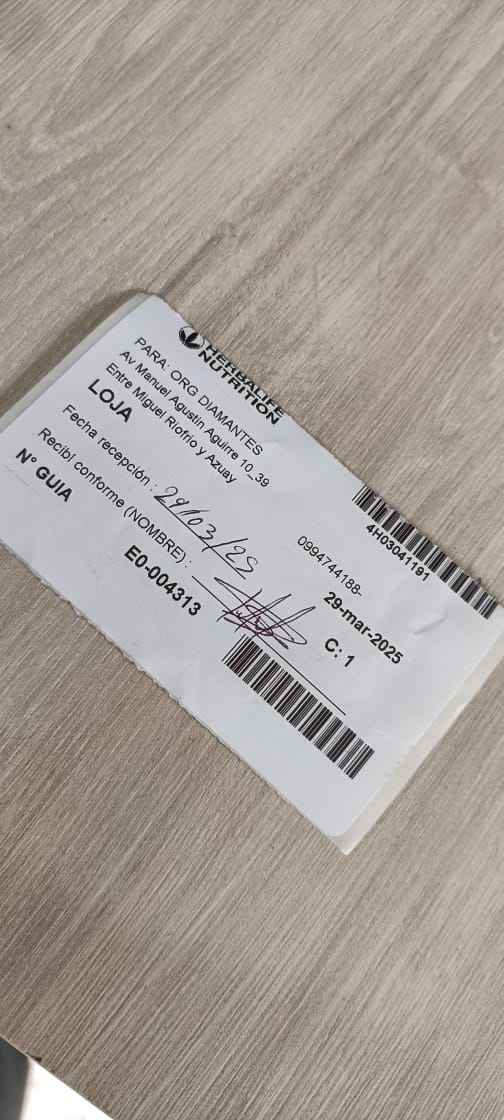 HERBALIFE
NUTRITION
PARA: ORG DIAMANTES
Av Manuel Agustin Aguirre 10_39
Entre Miguel Riofrio y Azuay
LOJA
0994744188-
4H03041191
Fecha recepción : 29/03/25
29-mar-2025
Recibí conforme (NOMBRE) :
C: 1
N° GUIA
E0-004313